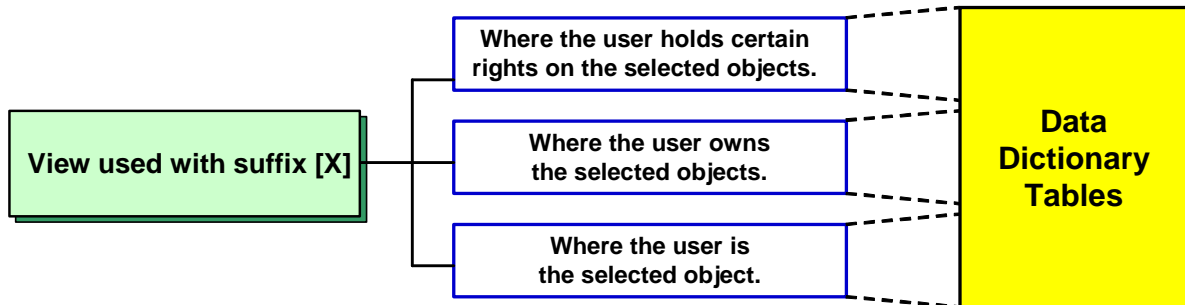 Where the user holds certain
rights on the selected objects.
View used with suffix [X]
Where the user owns
the selected objects.
Where the user is
the selected object.
Data
Dictionary
Tables